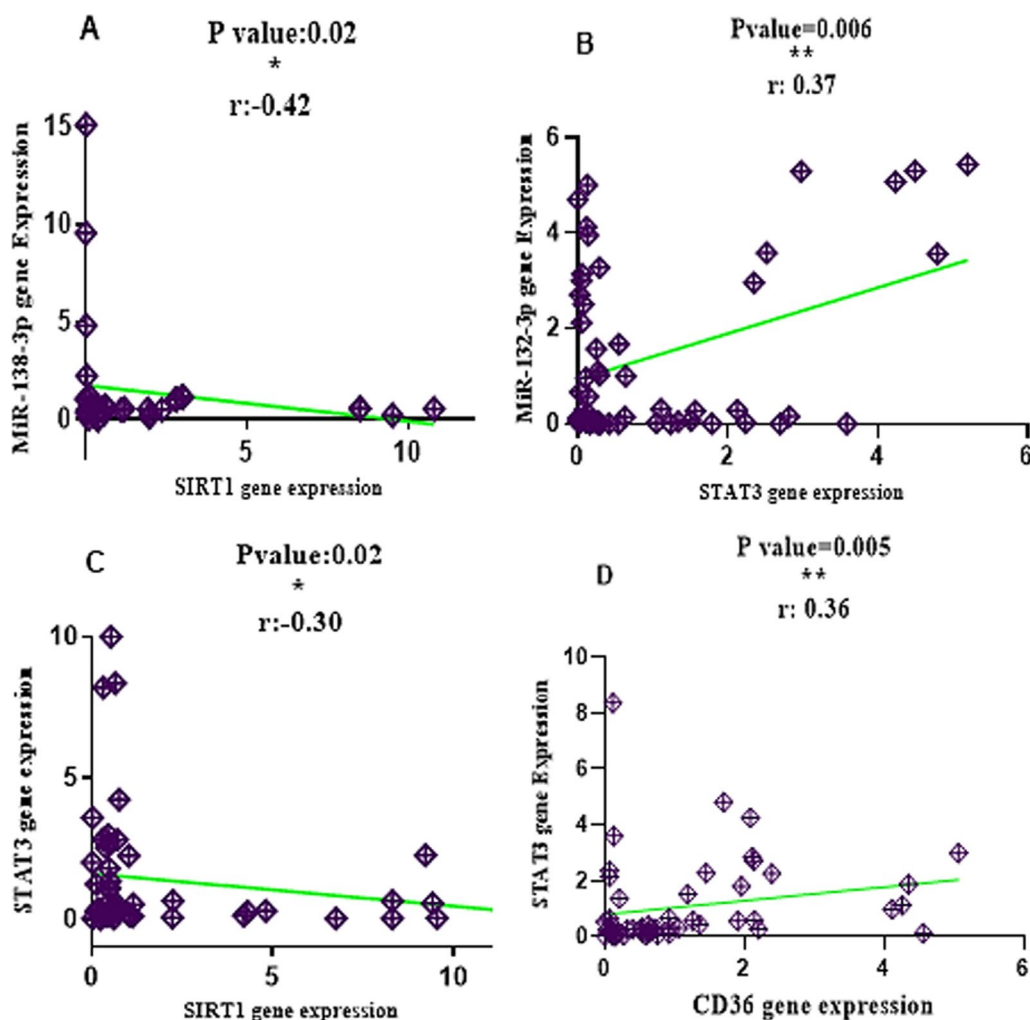 A
P value:0.02
*
r:-0.42
MiR-138-3p gene Expression
15
10
5
0
5
10
SIRT1 gene expression
B
Pvalue=0.006
**
r: 0.37
MiR-132-3p gene Expression
6
4
2
0
0
2
4
6
STAT3 gene expression
C
Pvalue:0.02
*
r:-0.30
STAT3 gene expression
10
5
0
0
5
10
SIRT1 gene expression
D
P value=0.005
**
r: 0.36
STAT3 gene Expression
10
8
6
4
2
0
0
2
4
6
CD36 gene expression